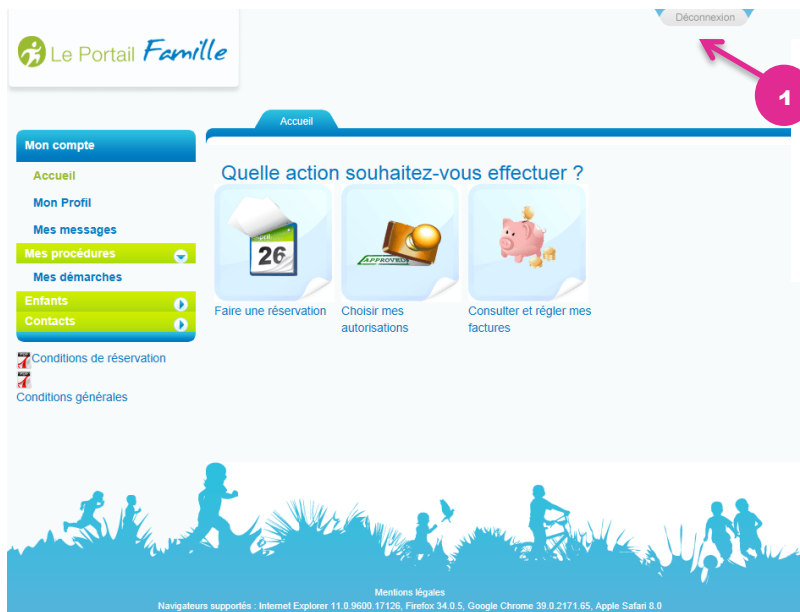 Déconnexion
Le Portail Famille
1
Accueil
Mon compte
Accueil
Mon Profil
Mes messages
Mes procédures
Mes démarches
Enfants
Contacts
Conditions de réservation
Conditions générales
Quelle action souhaitez-vous effectuer ?
April
26
APPROVED
Faire une réservation
Choisir mes
autorisations
Consulter et régler mes
factures
Mentions légales
Navigateurs supportés : Internet Explorer 11.0.9600.17126, Firefox 34.0.5, Google Chrome 39.0.2171.65, Apple Safari 8.0